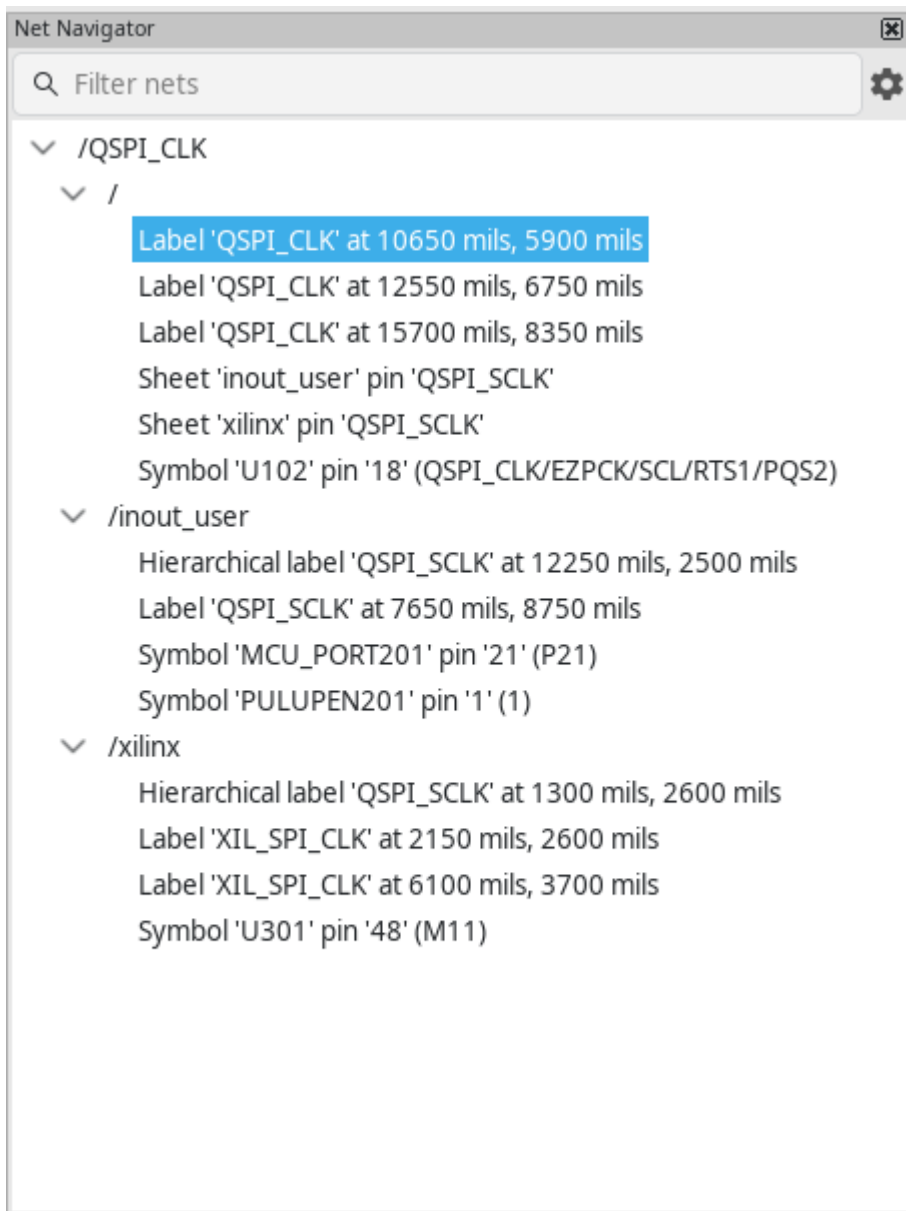 Net Navigator
Filter nets
/QSPI_CLK
/
Label 'QSPI_CLK' at 10650 mils, 5900 mils
Label 'QSPI_CLK' at 12550 mils, 6750 mils
Label 'QSPI_CLK' at 15700 mils, 8350 mils
Sheet 'inout_user' pin 'QSPI_SCLK'
Sheet 'xilinx' pin 'QSPI_SCLK'
Symbol 'U102' pin '18' (QSPI_CLK/EZPCK/SCL/RTS1/PQS2)
/inout_user
Hierarchical label 'QSPI_SCLK' at 12250 mils, 2500 mils
Label 'QSPI_SCLK' at 7650 mils, 8750 mils
Symbol 'MCU_PORT201' pin '21' (P21)
Symbol 'PULUPEN201' pin '1' (1)
/xilinx
Hierarchical label 'QSPI_SCLK' at 1300 mils, 2600 mils
Label 'XIL_SPI_CLK' at 2150 mils, 2600 mils
Label 'XIL_SPI_CLK' at 6100 mils, 3700 mils
Symbol 'U301' pin '48' (M11)